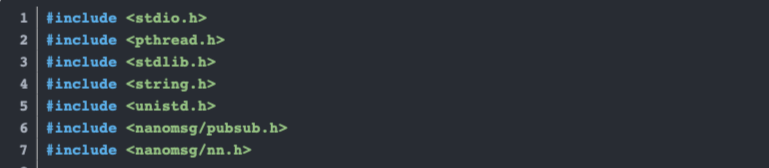 1 #include <stdio.h>
2 #include <pthread.h>
3 #include <stdlib.h>
4 #include <string.h>
5 #include <unistd.h>
6 #include <nanomsg/pubsub.h>
7 #include <nanomsg/nn.h>